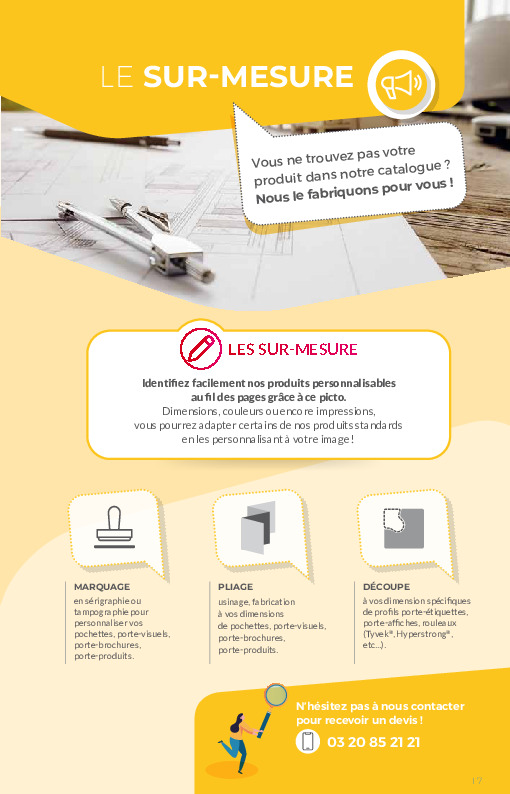 LE SUR-MESURE
Vous ne trouvez pas votre
produit dans notre catalogue ?
Nous le fabriquons pour vous !
LES SUR-MESURE
Identifiez facilement nos produits personnalisables
au fil des pages grâce à ce picto.
Dimensions, couleurs ou encore impressions,
vous pourrez adapter certains de nos produits standards
en les personnalisant à votre image !
MARQUAGE
en sérigraphie ou
tampographie pour
personnaliser vos
pochettes, porte-visuels,
porte-brochures,
porte-produits.
PLIAGE
usinage, fabrication
à vos dimensions
de pochettes, porte-visuels,
porte-brochures,
porte-produits.
DÉCOUPE
à vos dimension spécifiques
de profils porte-étiquettes,
porte-affiches, rouleaux
(Tyvek®, Hyperstrong®,
etc...).
N'hésitez pas à nous contacter
pour recevoir un devis !
03 20 85 21 21
17